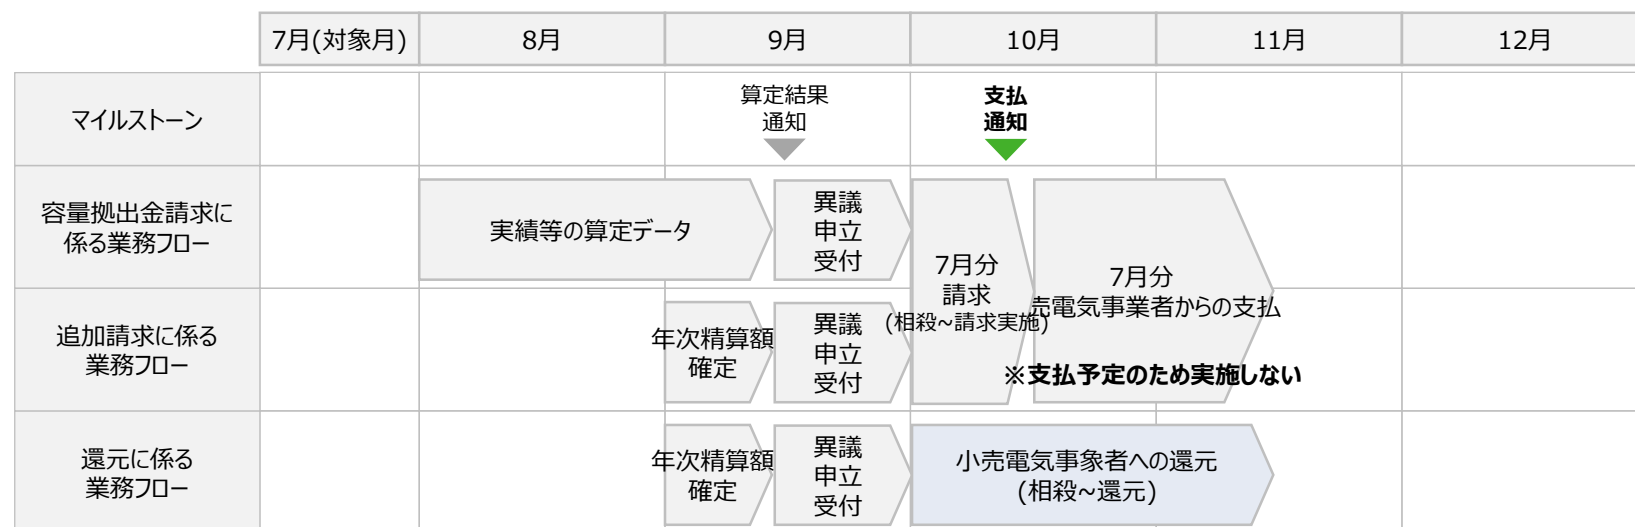 7月(対象月)
8月
9月
10月
11月
12月
マイルストーン
算定結果
通知
支払
通知
容量拠出金請求に
係る業務フロー
実績等の算定データ
異議
申立
受付
7月分
請求
(相殺~請求実施)
7月分
売電気事業者からの支払
※支払予定のため実施しない
追加請求に係る
業務フロー
年次精算額
確定
異議
申立
受付
還元に係る
業務フロー
年次精算額
確定
異議
申立
受付
小売電気事象者への還元
(相殺~還元)